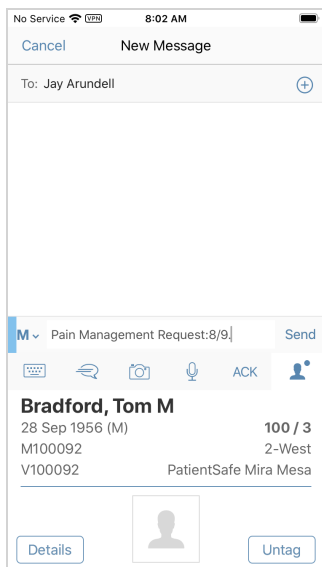 No Service VPN 8:02 AM
Cancel New Message
To: Jay Arundell
M Pain Management Request:8/9.
Send
ACK
Bradford, Tom M
28 Sep 1956 (M) 100 / 3
M100092 2-West
V100092 PatientSafe Mira Mesa
Details Untag